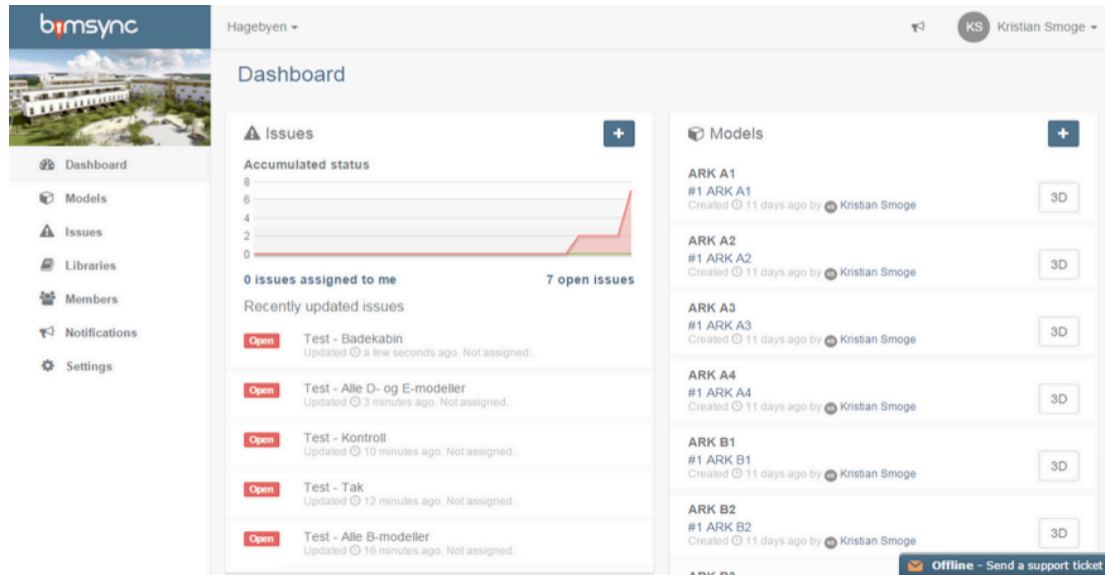 bimsync
Hagebyen
KS Kristian Smoge
Dashboard
Models
Issues
Libraries
Members
Notifications
Settings
Dashboard
Issues
+
Accumulated status
8
6
4
2
0
0 issues assigned to me 7 open issues
Recently updated issues
Open Test - Badekabin
Updated a few seconds ago. Not assigned.
Open Test - Alle D- og E-modeller
Updated 3 minutes ago. Not assigned.
Open Test - Kontroll
Updated 10 minutes ago. Not assigned.
Open Test - Tak
Updated 12 minutes ago. Not assigned.
Open Test - Alle B-modeller
Updated 16 minutes ago. Not assigned.
Models
+
ARK A1
#1 ARK A1
Created 11 days ago by Kristian Smoge
3D
ARK A2
#1 ARK A2
Created 11 days ago by Kristian Smoge
3D
ARK A3
#1 ARK A3
Created 11 days ago by Kristian Smoge
3D
ARK A4
#1 ARK A4
Created 11 days ago by Kristian Smoge
3D
ARK B1
#1 ARK B1
Created 11 days ago by Kristian Smoge
3D
ARK B2
#1 ARK B2
Created 11 days ago by Kristian Smoge
3D
Offline - Send a support ticket